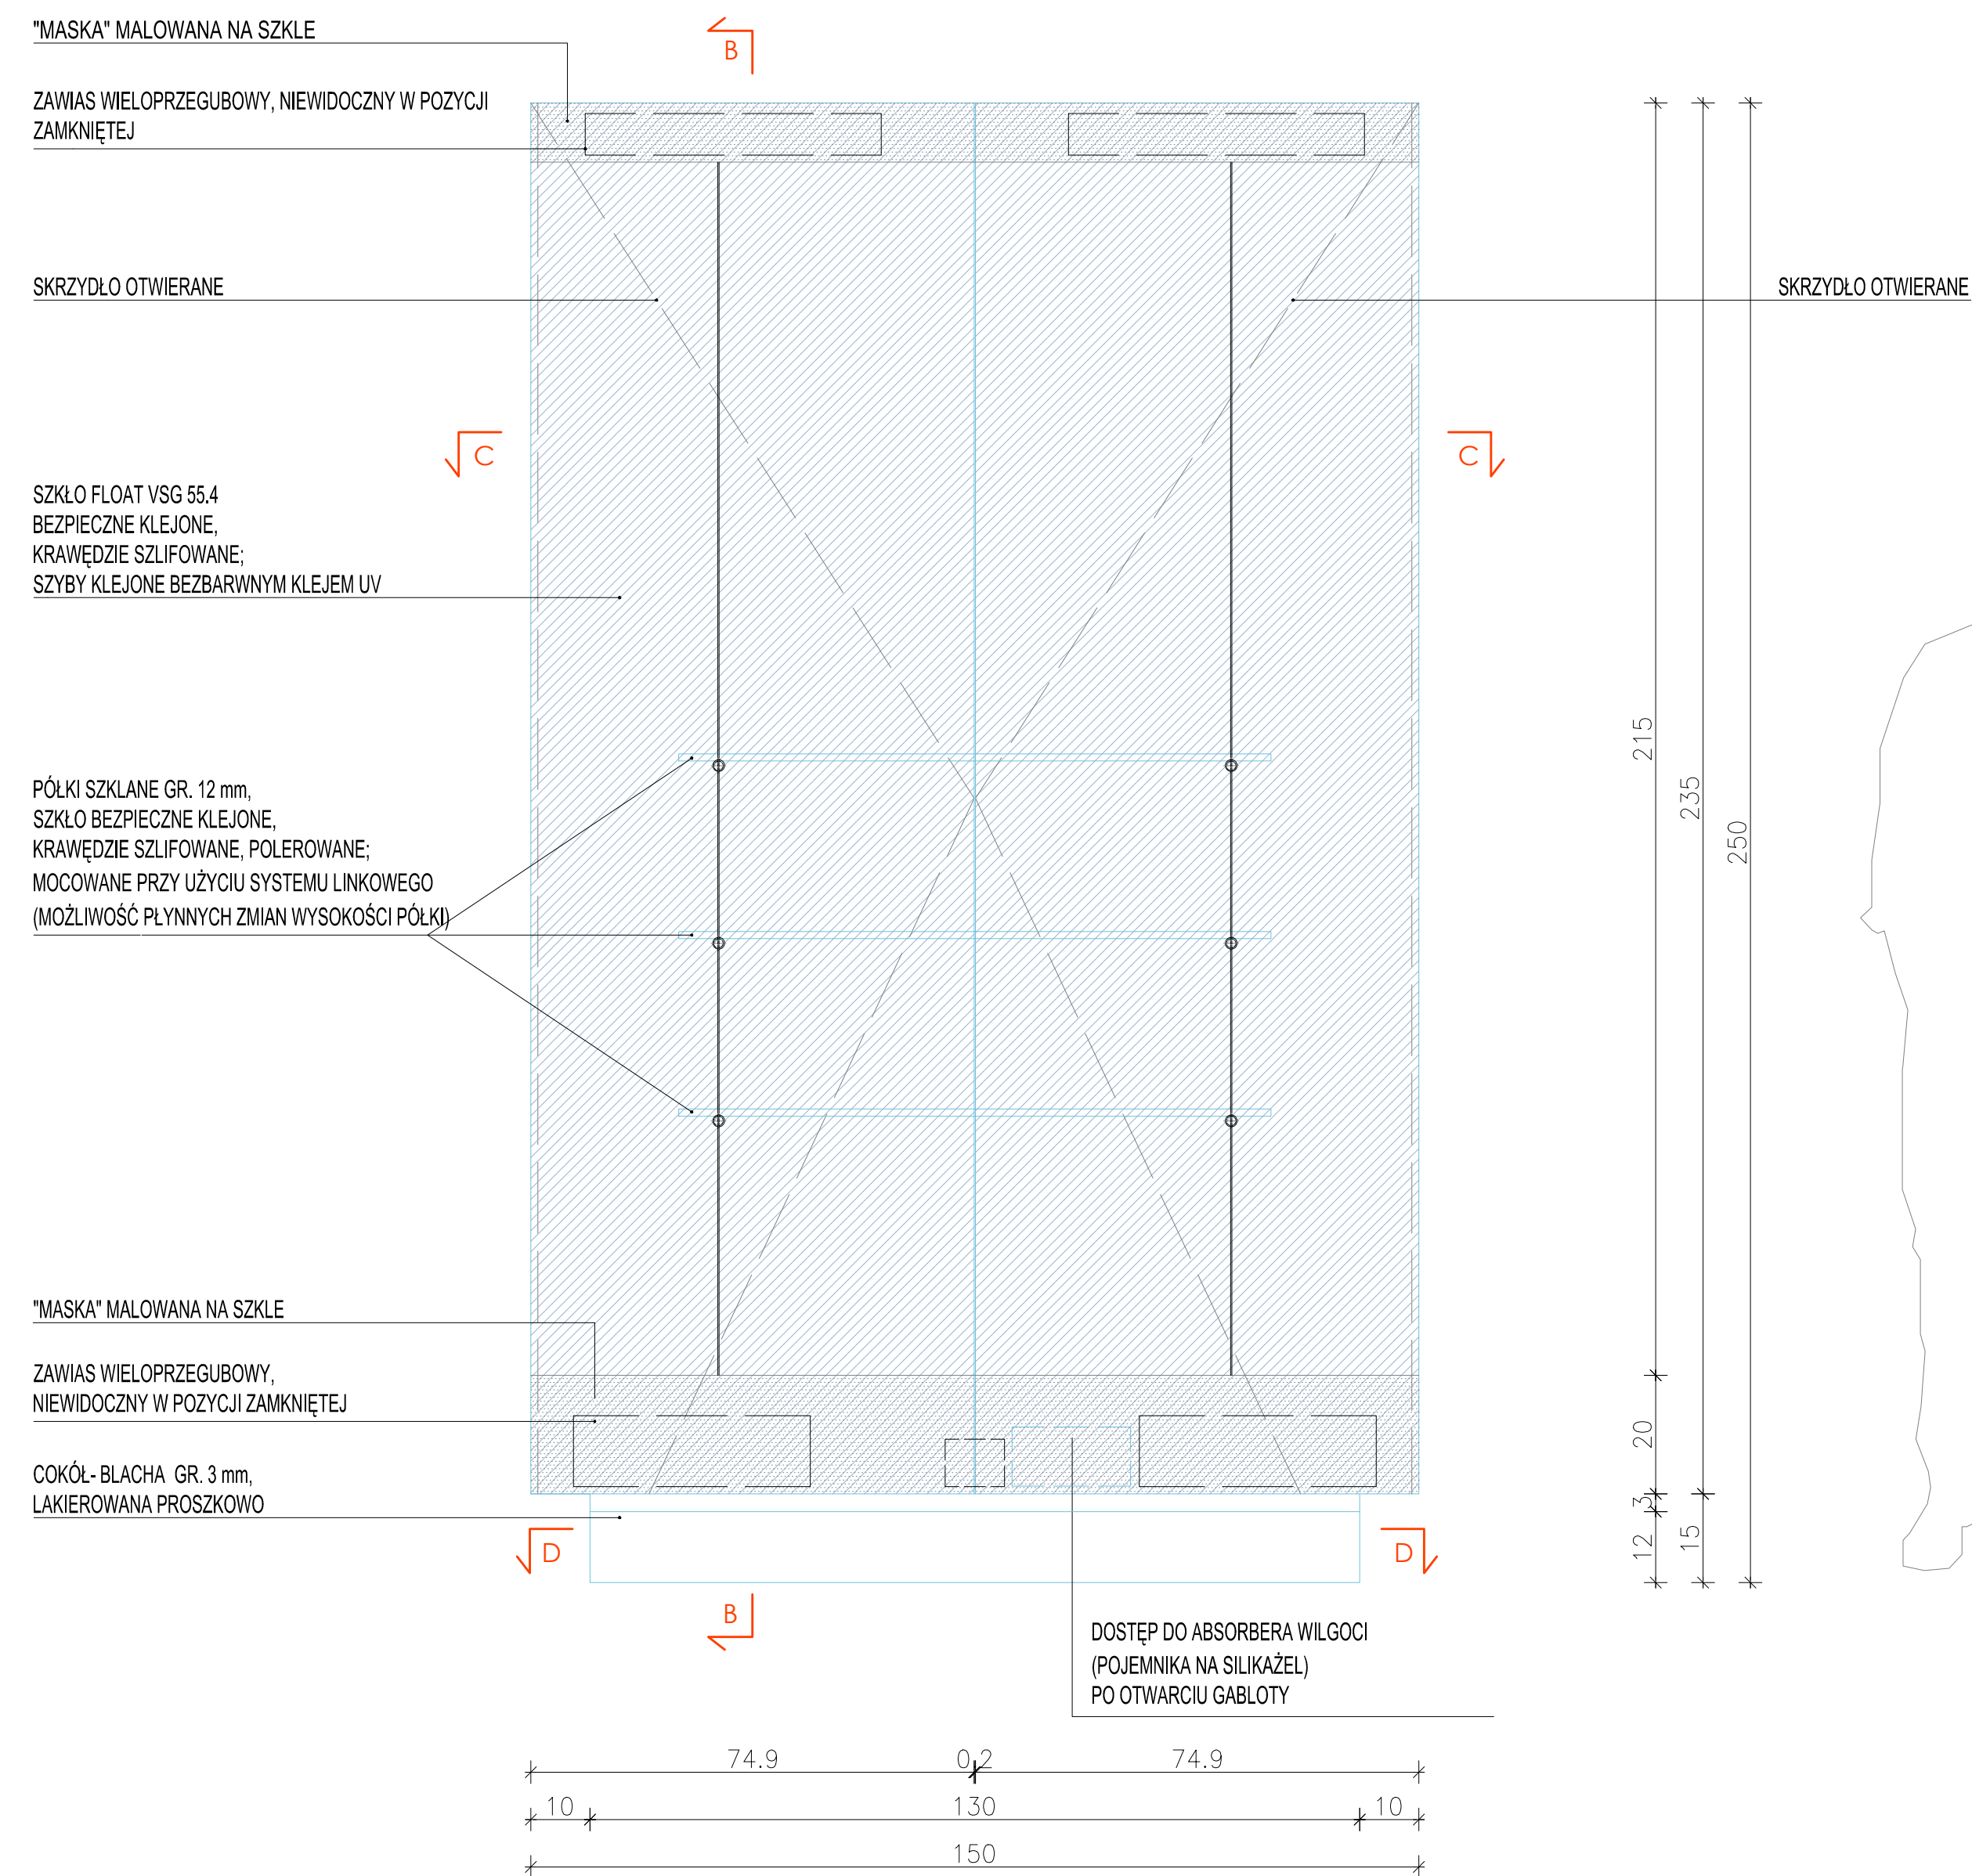 "MASKA" MALOWANA NA SZKLE
B
ZAWIAS WIELOPRZEGUBOWY, NIEWIDOCZNY W POZYCJI
ZAMKNIĘTEJ
SKRZYDŁO OTWIERANE
SKRZYDŁO OTWIERANE
C
C
SZKŁO FLOAT VSG 55.4
BEZPIECZNE KLEJONE,
KRAWĘDZIE SZLIFOWANE;
SZYBY KLEJONE BEZBARWNYM KLEJEM UV
215
235
250
PÓŁKI SZKLANE GR. 12 mm,
SZKŁO BEZPIECZNE KLEJONE,
KRAWĘDZIE SZLIFOWANE, POLEROWANE;
MOCOWANE PRZY UŻYCIU SYSTEMU LINKOWEGO
(MOŻLIWOŚĆ PŁYNNYCH ZMIAN WYSOKOŚCI PÓŁKI)
"MASKA" MALOWANA NA SZKLE
ZAWIAS WIELOPRZEGUBOWY,
NIEWIDOCZNY W POZYCJI ZAMKNIĘTEJ
20
COKÓŁ- BLACHA GR. 3 mm,
LAKIEROWANA PROSZKOWO
3
12
15
D
D
B
DOSTĘP DO ABSORBERA WILGOCI
(POJEMNIKA NA SILIKAŻEL)
PO OTWARCIU GABLOTY
74.9 0.2 74.9
10 130 10
150